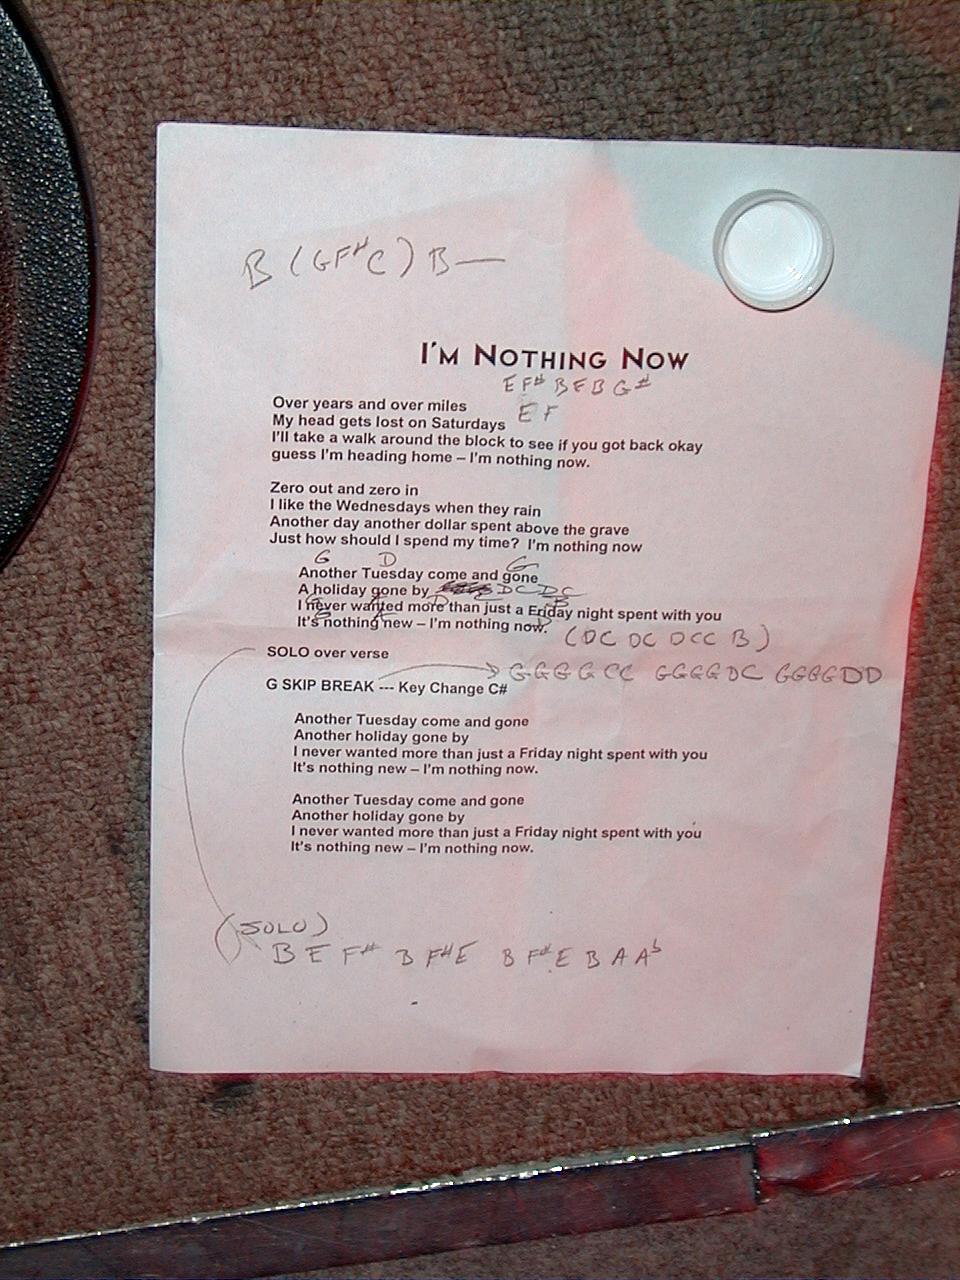 B (GF#C) B—
I'M NOTHING NOW
EF# BFBG#
Over years and over miles
EF
My head gets lost on Saturdays
I'll take a walk around the block to see if you got back okay
guess I'm heading home – I'm nothing now.
Zero out and zero in
I like the Wednesdays when they rain
Another day another dollar spent above the grave
Just how should I spend my time? I'm nothing now
G D G
Another Tuesday come and gone
A holiday gone by DC DC
I never wanted more than just a Friday night spent with you
It's nothing new – I'm nothing now.
(DC DC DCC B)
SOLO over verse
GGGGCC GGGGDC GGGGDD
G SKIP BREAK --- Key Change C#
Another Tuesday come and gone
Another holiday gone by
I never wanted more than just a Friday night spent with you
It's nothing new – I'm nothing now.
Another Tuesday come and gone
Another holiday gone by
I never wanted more than just a Friday night spent with you
It's nothing new – I'm nothing now.
(SOLO)
B E F# B F#E B F#E B A Ab